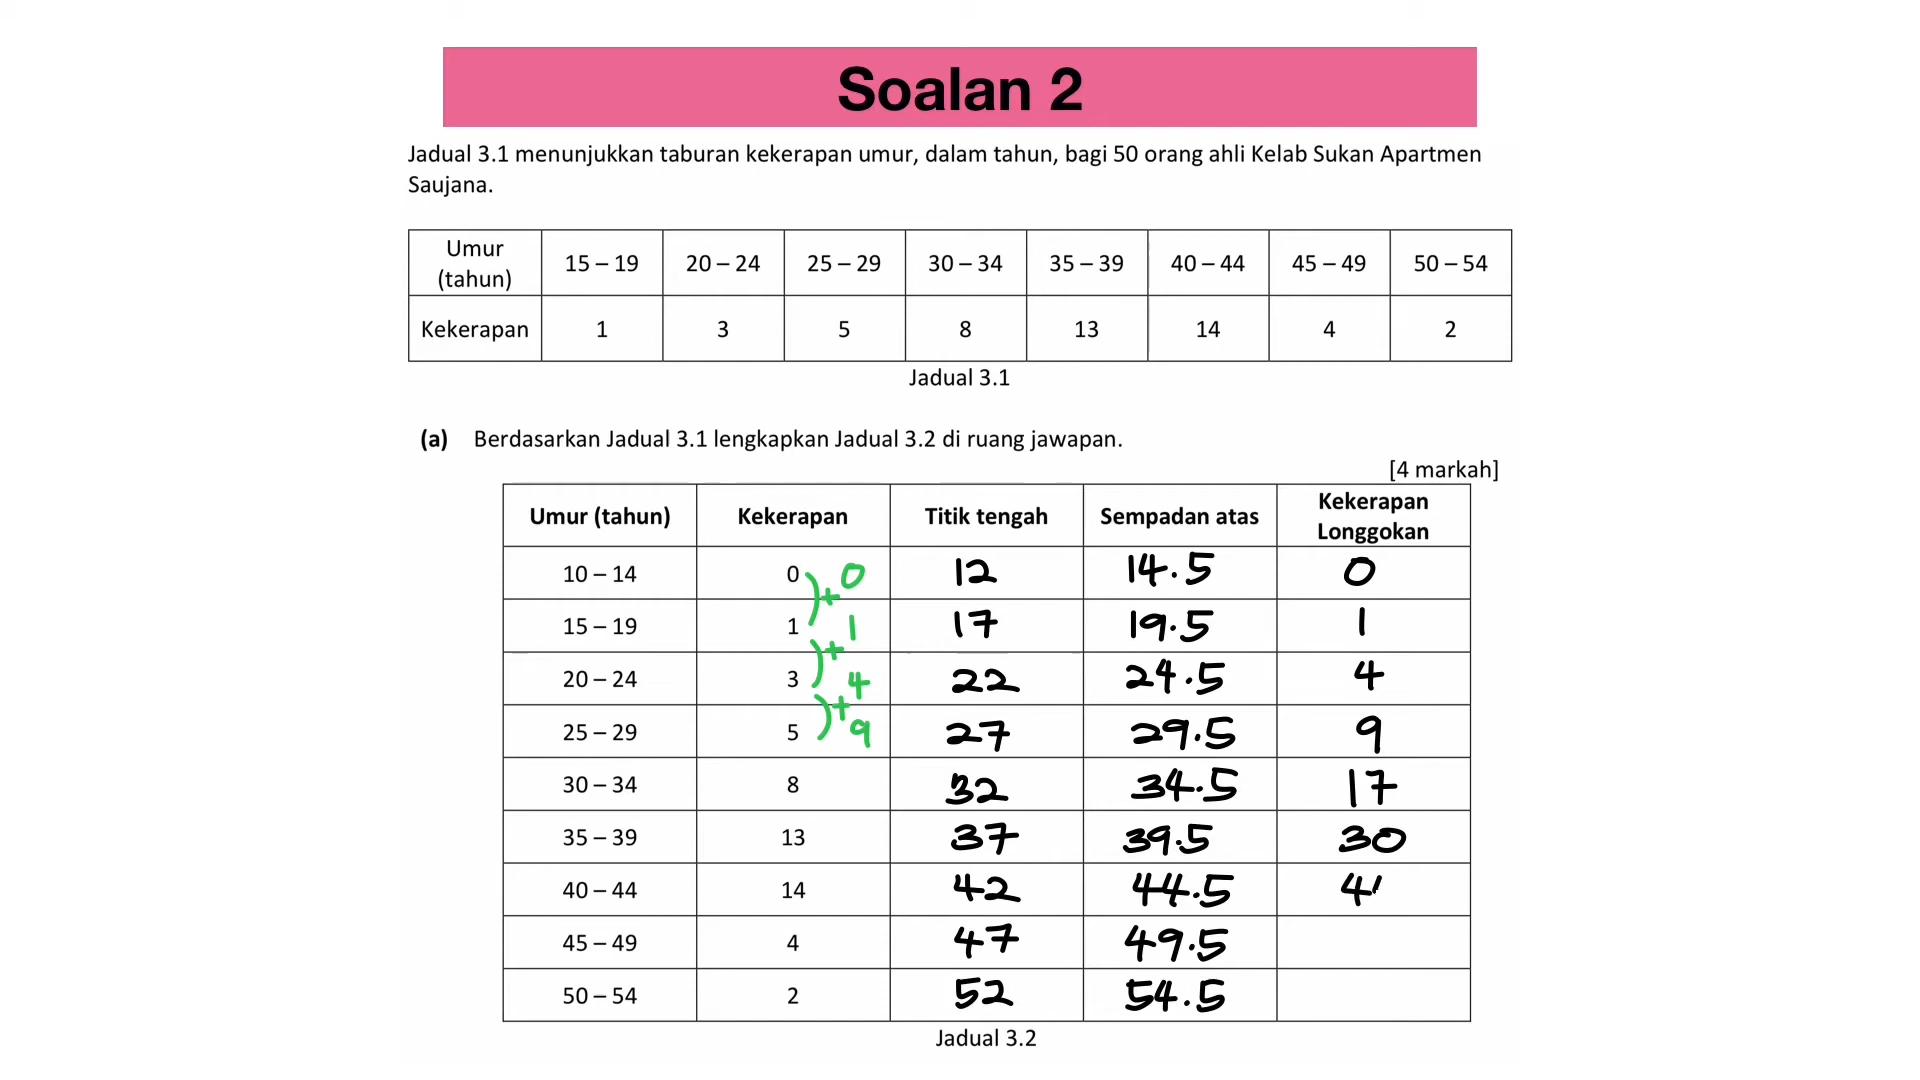 Soalan 2
Jadual 3.1 menunjukkan taburan kekerapan umur, dalam tahun, bagi 50 orang ahli Kelab Sukan Apartmen
Saujana.
Umur (tahun) 15 – 19 20 – 24 25 – 29 30 – 34 35 – 39 40 – 44 45 – 49 50 – 54
Kekerapan 1 3 5 8 13 14 4 2
Jadual 3.1
(a) Berdasarkan Jadual 3.1 lengkapkan Jadual 3.2 di ruang jawapan.
[4 markah]
Umur (tahun) Kekerapan Titik tengah Sempadan atas Kekerapan Longgokan
10 – 14 0 )+ 0 12 14.5 0
15 – 19 1 1 17 19.5 1
)+
20 – 24 3 4 22 24.5 4
)+
25 – 29 5 9 27 29.5 9
30 – 34 8 32 34.5 17
35 – 39 13 37 39.5 30
40 – 44 14 42 44.5 4
45 – 49 4 47 49.5
50 – 54 2 52 54.5
Jadual 3.2